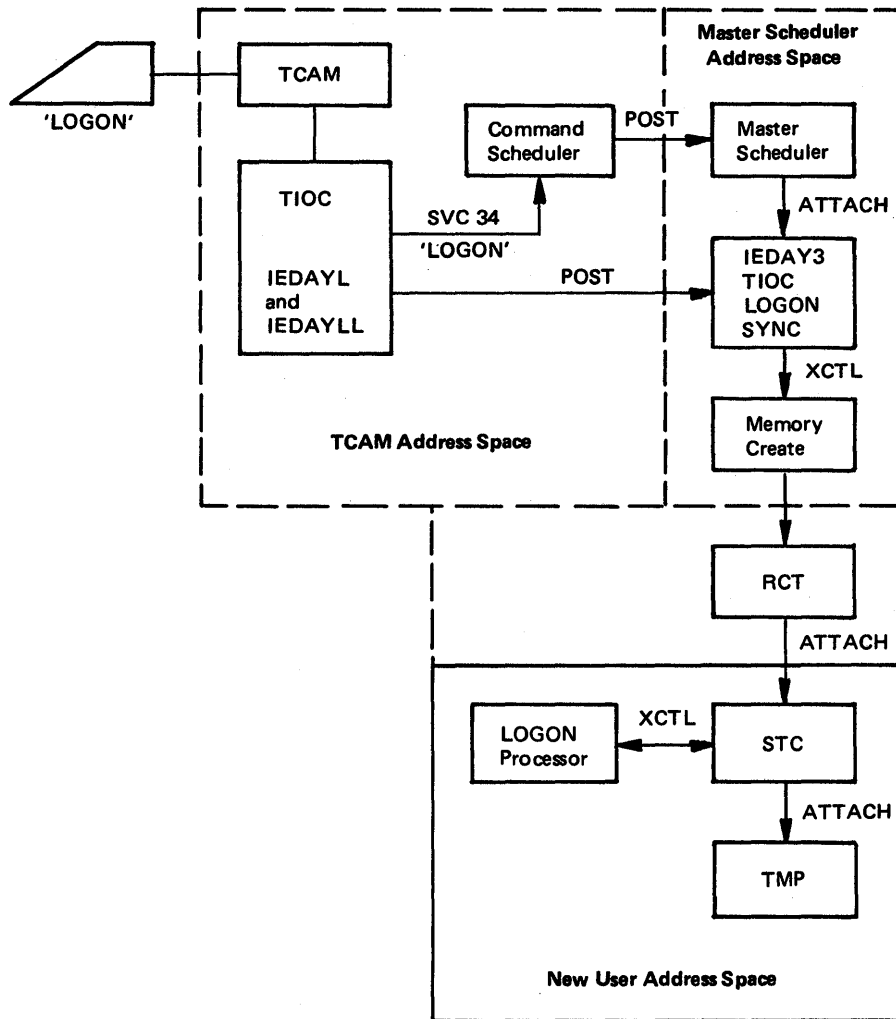 Master Scheduler
Address Space
TCAM
'LOGON'
Command
Scheduler
POST
Master
Scheduler
TIOC
IEDAYL
and
IEDAYLL
SVC 34
'LOGON'
ATTACH
POST
IEDAY3
TIOC
LOGON
SYNC
XCTL
Memory
Create
TCAM Address Space
RCT
ATTACH
LOGON
Processor
XCTL
STC
ATTACH
TMP
New User Address Space